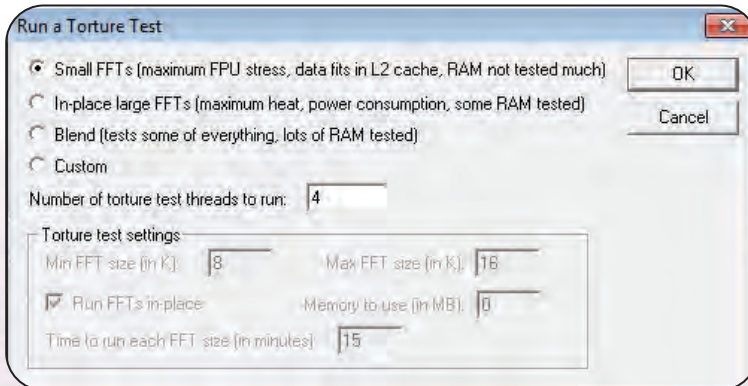 Run a Torture Test
Small FFTs (maximum FPU stress, data fits in L2 cache, RAM not tested much)
OK
In-place large FFTs (maximum heat, power consumption, some RAM tested)
Cancel
Blend (tests some of everything, lots of RAM tested)
Custom
Number of torture test threads to run: 4
Torture test settings
Min FFT size (in K): 8 Max FFT size (in K): 16
Run FFTs in-place Memory to use (in MB): 0
Time to run each FFT size (in minutes) 15